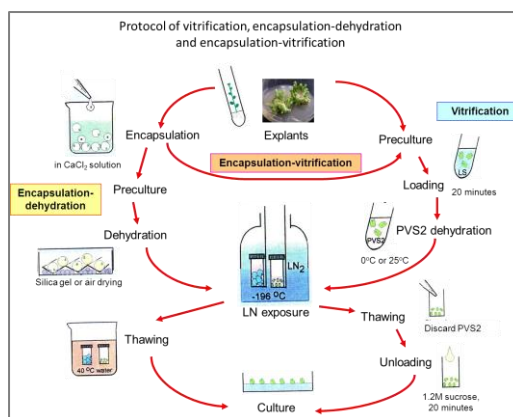 Protocol of vitrification, encapsulation-dehydration
and encapsulation-vitrification
Encapsulation
in CaCl₂ solution
Explants
Vitrification
Preculture
LS
Encapsulation-vitrification
Loading
20 minutes
Encapsulation-
dehydration
Preculture
Dehydration
PVS2
PVS2 dehydration
0°C or 25°C
Silica gel or air drying
LN₂
-196 ⁰C
LN exposure
Thawing
Discard PVS2
Thawing
40 ⁰C water
Unloading
1.2M sucrose,
20 minutes
Culture